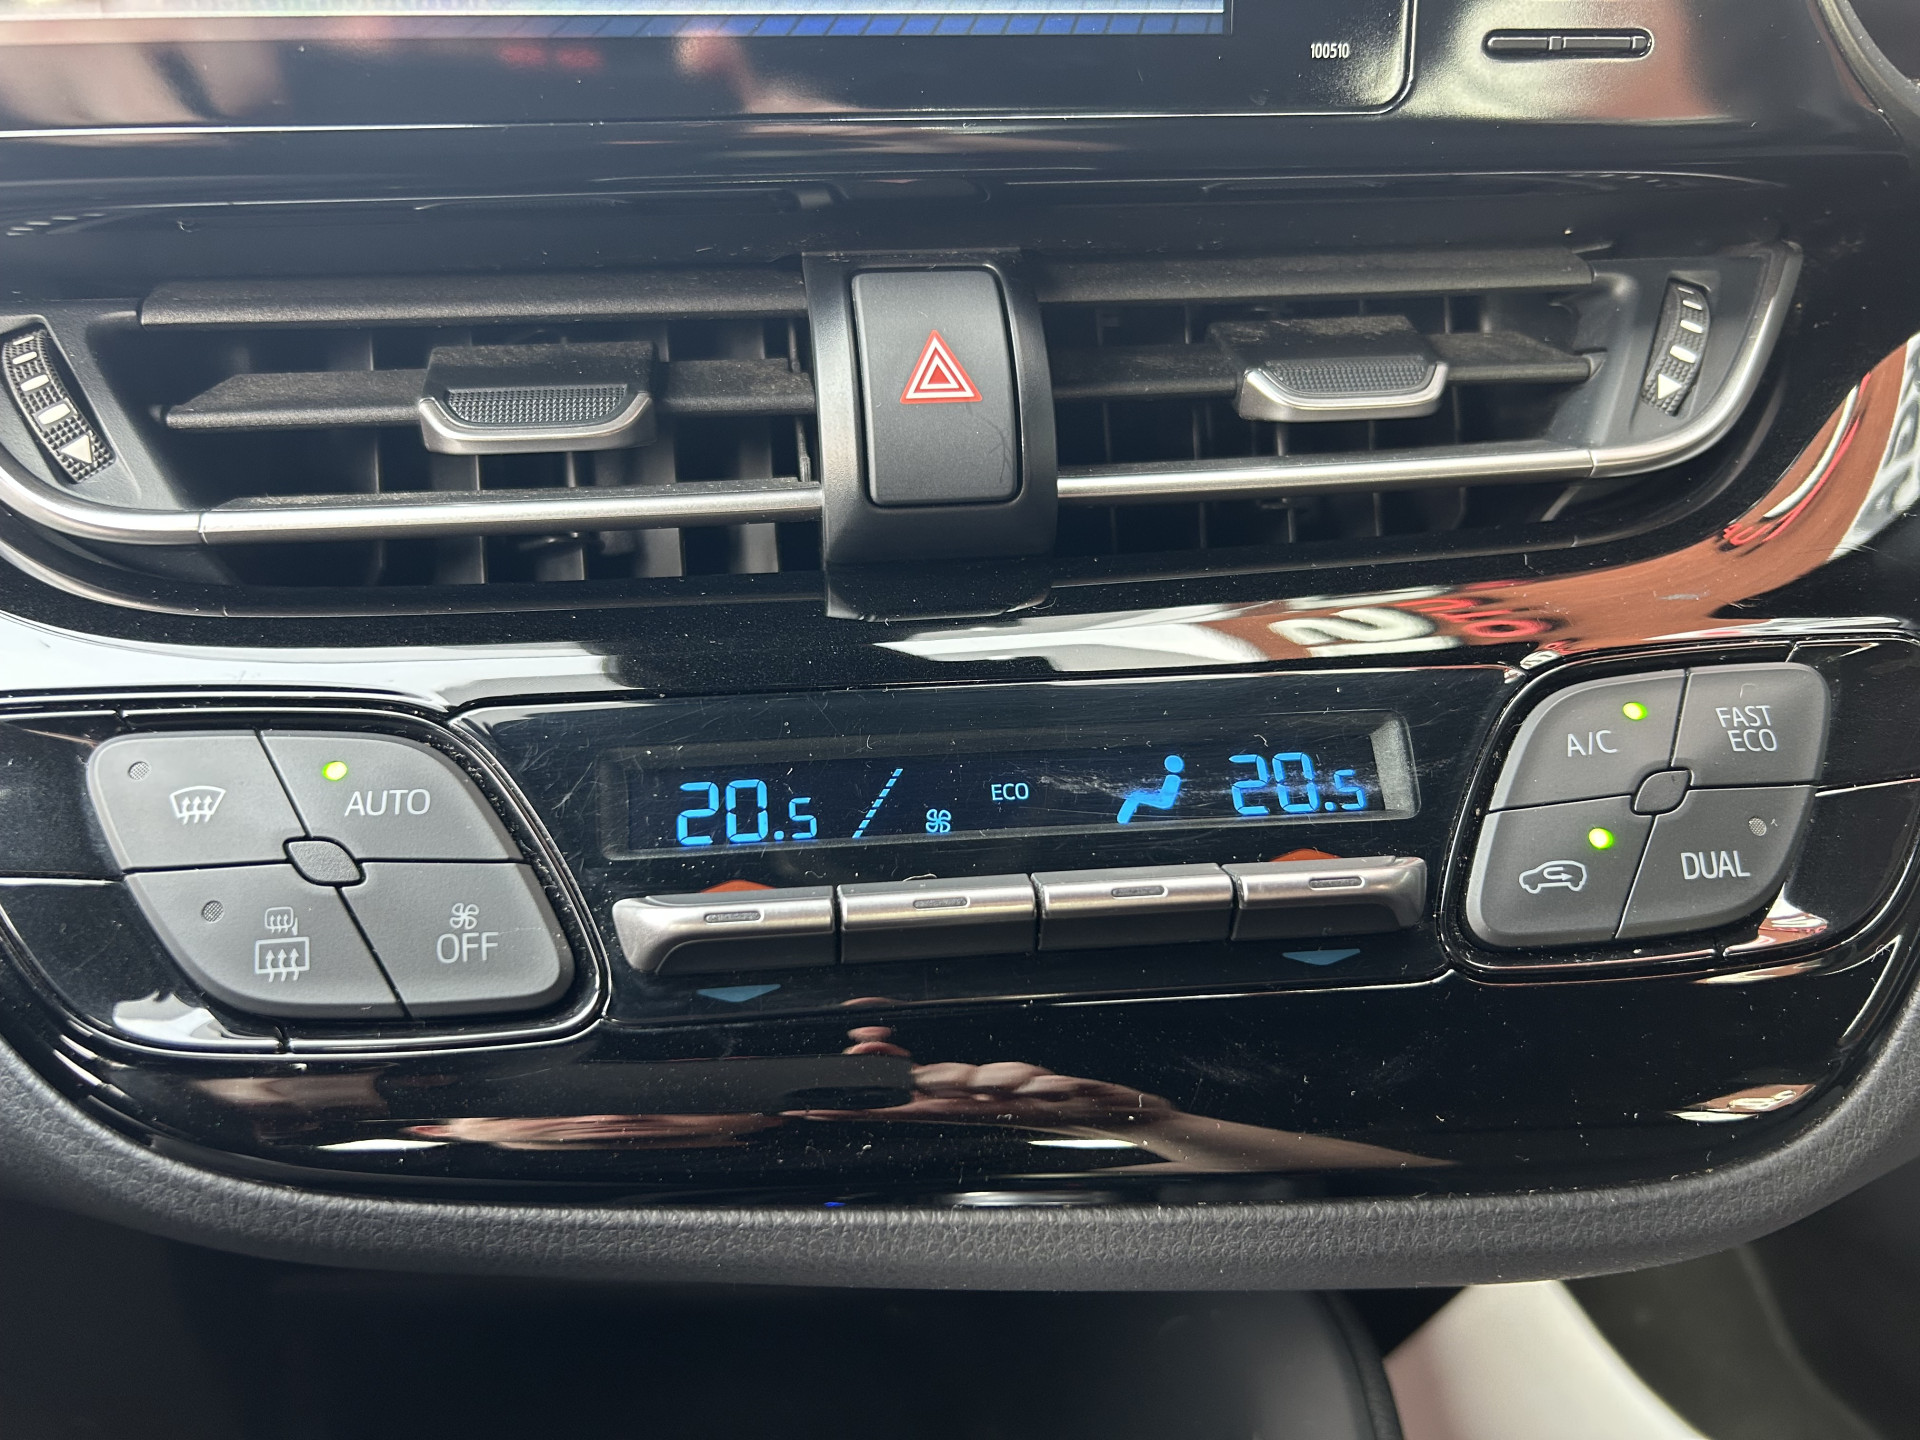 100510
AUTO
OFF
20.5
ECO
20.5
A/C
FAST
ECO
DUAL